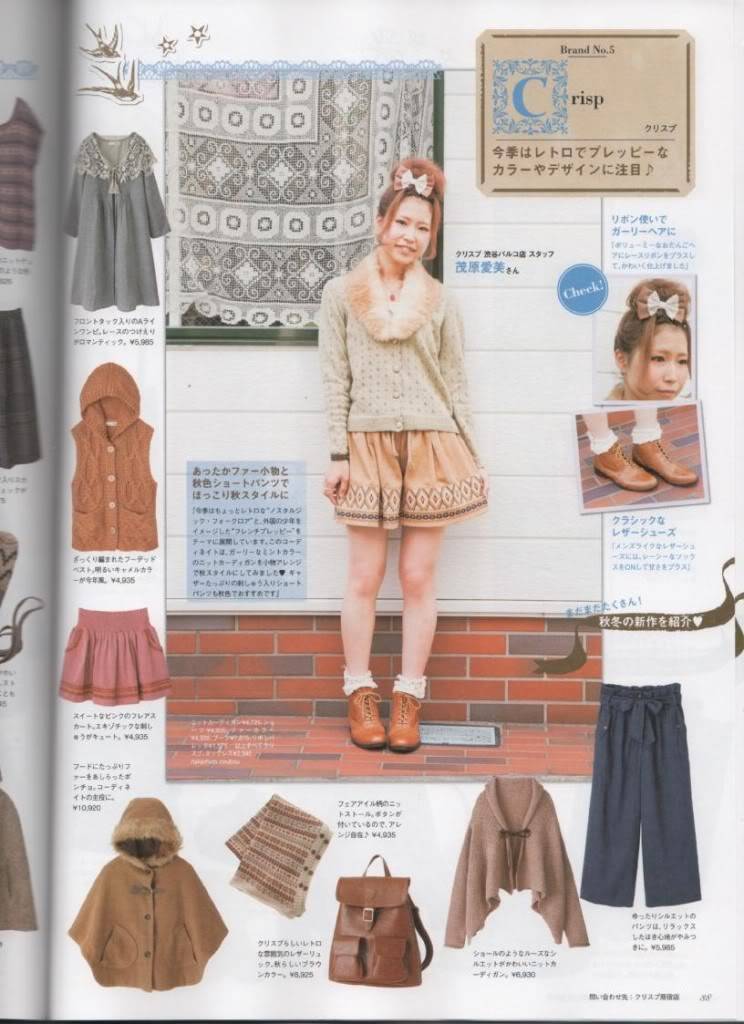 Brand No.5
Crisp
クリスプ
今季はレトロでプレッピーな
カラーやデザインに注目♪
リボン使いで
ガーリーヘアに
「ボリューミーなおだんごヘ
アにレースリボンをプラスし
て、かわいく仕上げました」
クリスプ 渋谷パルコ店 スタッフ
茂原愛美さん
Check!
フロントタック入りのAライ
ンワンピ。レースのつけえり
がロマンティック。¥5,985
あったかファー小物と
秋色ショートパンツで
ほっこり秋スタイルに
「今季はちょっとレトロな“ノスタルジ
ック・フォークロア”と、外国の少年を
イメージした“フレンチプレッピー”を
テーマに展開しています。このコー
ディネイトは、ガーリーなミントカラー
のニットカーディガンを小物アレンジ
で秋スタイルにしてみました♥ ギャ
ザーたっぷりの刺しゅう入りショート
パンツも秋色でおすすめです」
クラシックな
レザーシューズ
「メンズライクなレザーシュ
ーズには、レーシーなソックス
をONして甘さをプラス」
ざっくり編まれたフーデッド
ベスト。明るいキャメルカラ
ーが今年風。¥4,935
まだまだたくさん!
秋冬の新作を紹介♥
スイートなピンクのフレアス
カート。エキゾチックな刺し
ゅうがキュート。¥4,935
フードにたっぷりフ
ァーをあしらったポ
ンチョ。コーディネ
イトの主役に。
¥10,920
フェアアイル柄のニッ
トストール。ボタンが
付いているので、アレ
ンジ自在♪ ¥4,935
クリスプらしいレトロ
な雰囲気のレザーリュ
ック。秋らしいブラウ
ンカラー。¥8,925
ショールのようなルーズなシ
ルエットがかわいいニットカ
ーディガン。¥6,930
ゆったりシルエットの
パンツは、リラックス
したはき心地がやみつ
きに。¥5,985
問い合わせ先:クリスプ原宿店
38